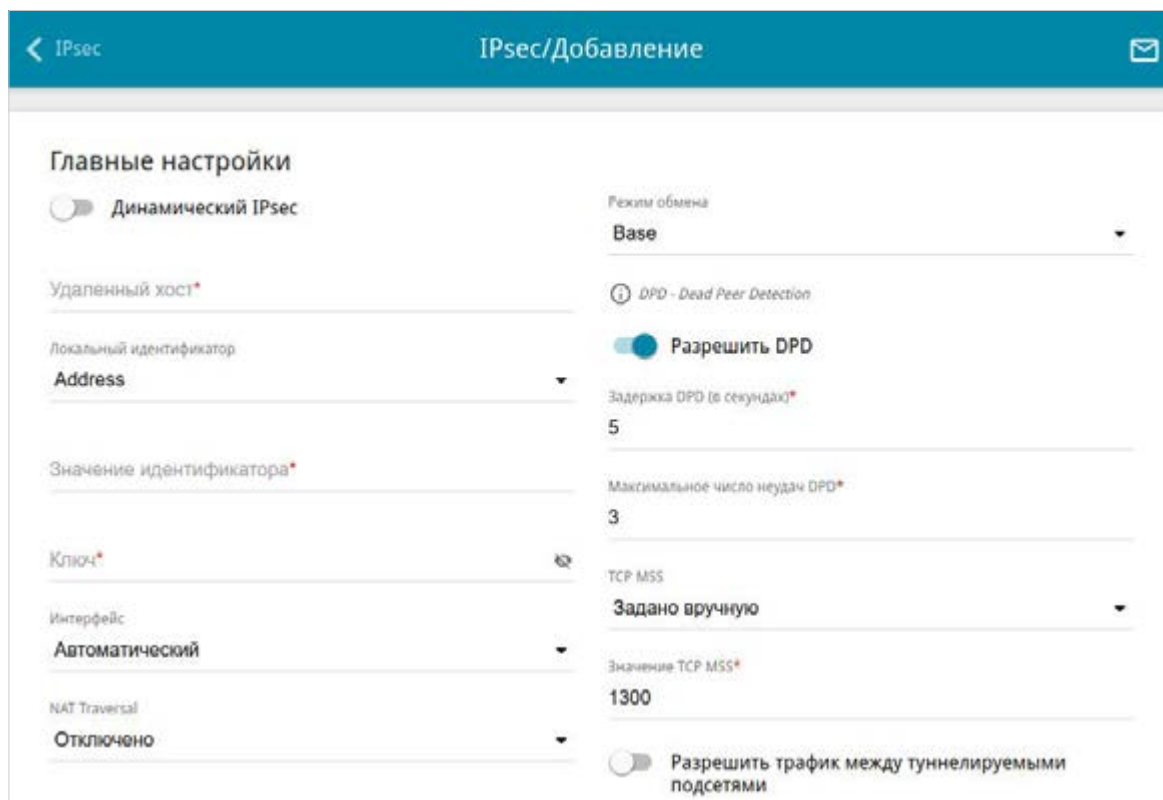 IPsec
IPsec/Добавление
Главные настройки
Динамический IPsec
Удаленный хост*
Локальный идентификатор
Address
Значение идентификатора*
Ключ*
Интерфейс
Автоматический
NAT Traversal
Отключено
Режим обмена
Base
DPD - Dead Peer Detection
Разрешить DPD
Задержка DPD (в секундах)*
5
Максимальное число неудач DPD*
3
TCP MSS
Задано вручную
Значение TCP MSS*
1300
Разрешить трафик между туннелируемыми
подсетями